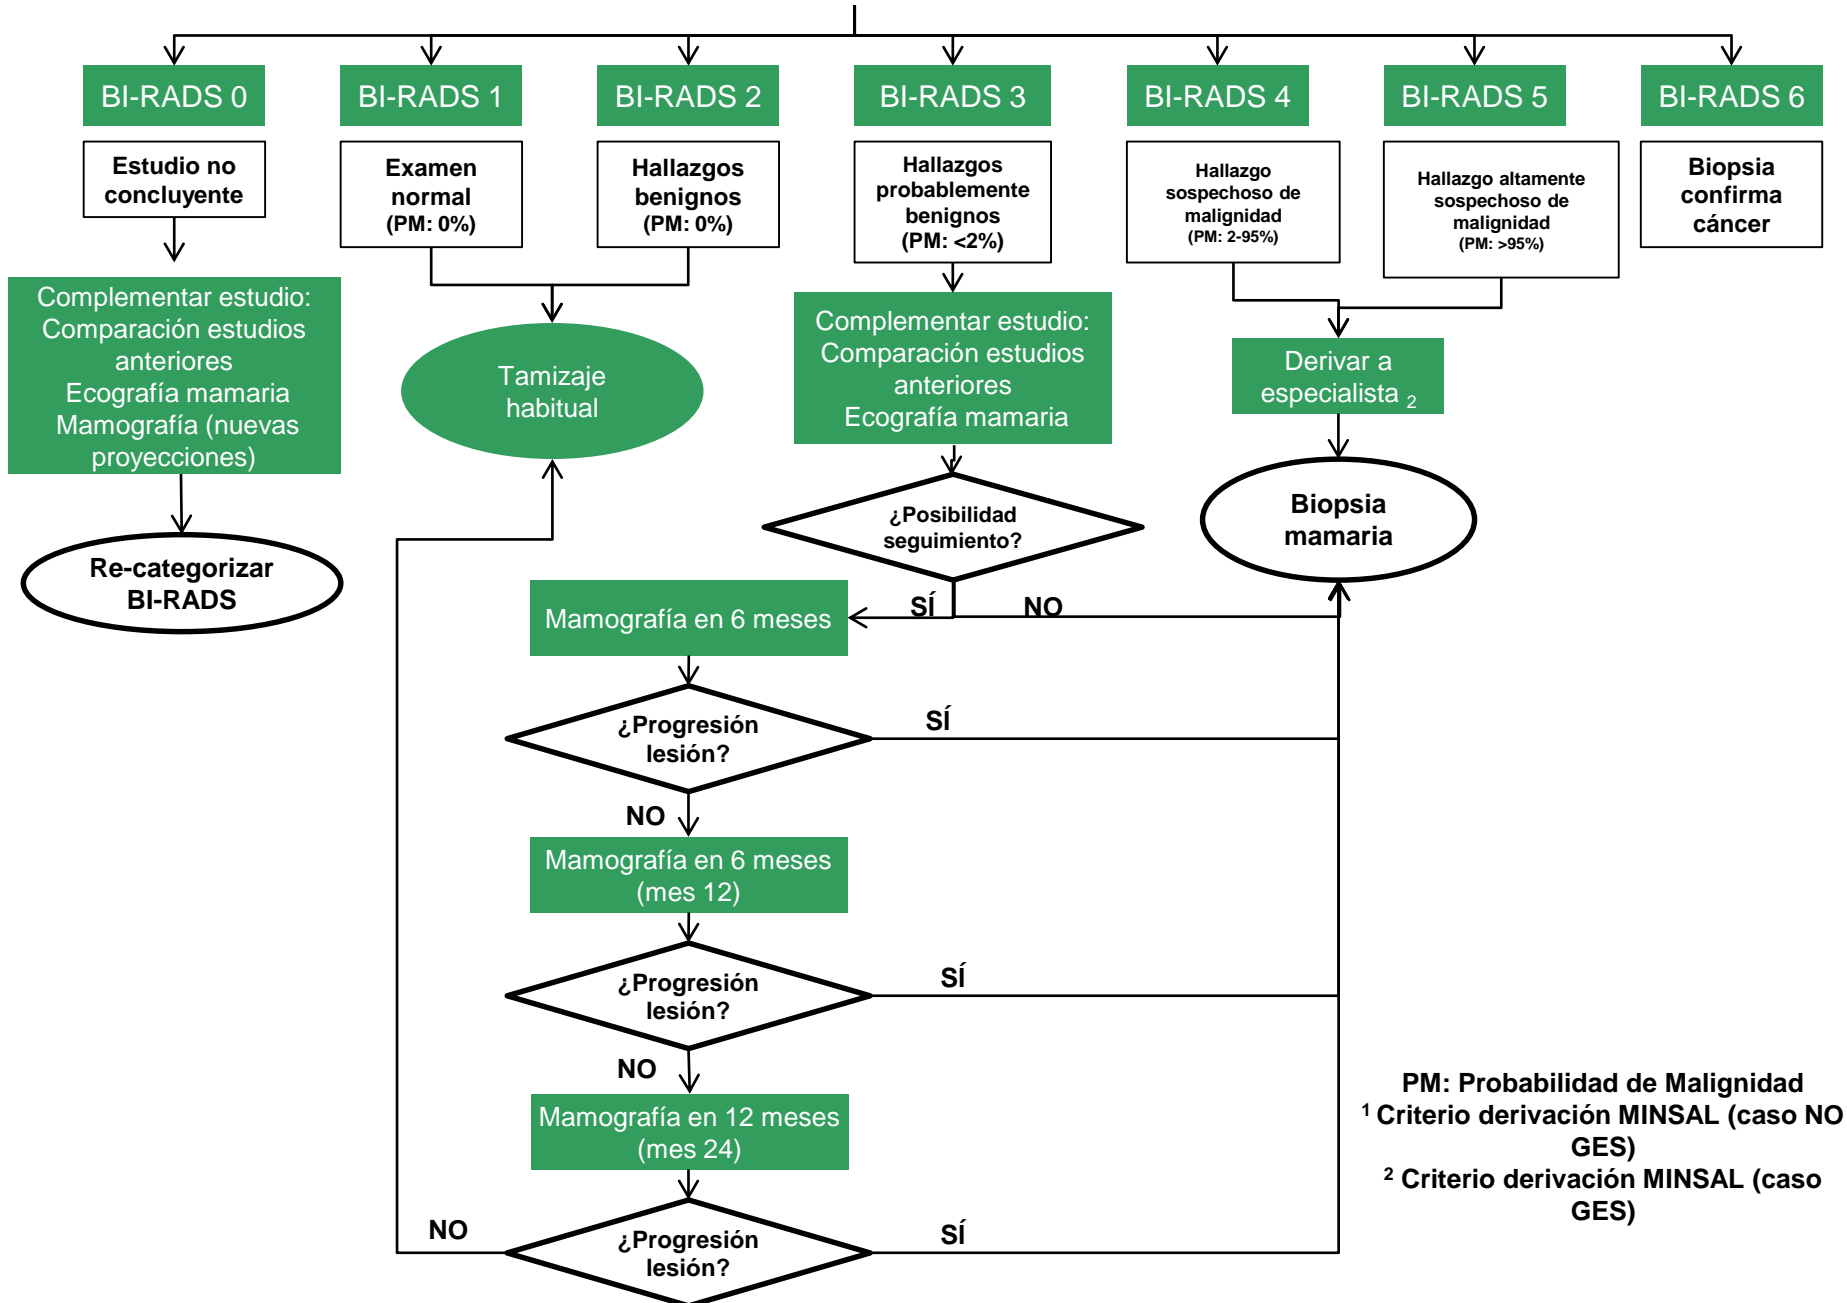 BI-RADS 0
BI-RADS 1
BI-RADS 2
BI-RADS 3
BI-RADS 4
BI-RADS 5
BI-RADS 6
Estudio no
concluyente
Examen
normal
(PM: 0%)
Hallazgos
benignos
(PM: 0%)
Hallazgos
probablemente
benignos
(PM: <2%)
Hallazgo
sospechoso de
malignidad
(PM: 2-95%)
Hallazgo altamente
sospechoso de
malignidad
(PM: >95%)
Biopsia
confirma
cáncer
Complementar estudio:
Comparación estudios
anteriores
Ecografía mamaria
Mamografía (nuevas
proyecciones)
Tamizaje
habitual
Complementar estudio:
Comparación estudios
anteriores
Ecografía mamaria
Derivar a
especialista 2
Re-categorizar
BI-RADS
¿Posibilidad
seguimiento?
Biopsia
mamaria
SÍ
NO
Mamografía en 6 meses
¿Progresión
lesión?
SÍ
NO
Mamografía en 6 meses
(mes 12)
¿Progresión
lesión?
SÍ
NO
Mamografía en 12 meses
(mes 24)
¿Progresión
lesión?
NO
SÍ
PM: Probabilidad de Malignidad
1 Criterio derivación MINSAL (caso NO
GES)
2 Criterio derivación MINSAL (caso
GES)